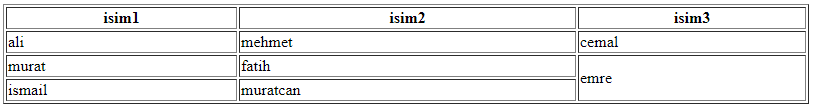 isim1 isim2 isim3
ali mehmet cemal
murat fatih emre
ismail muratcan